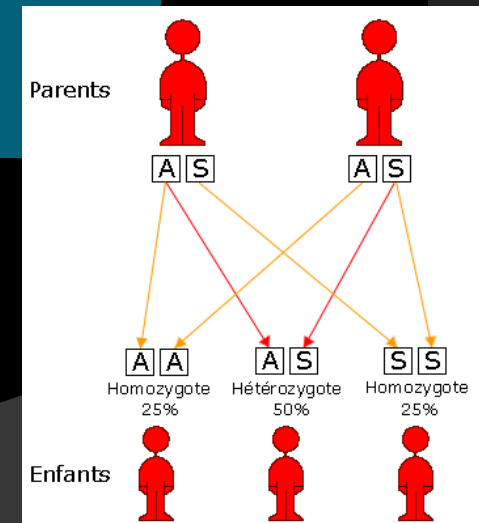 Parents
A S A S
A A A S S S
Homozygote Hétérozygote Homozygote
25% 50% 25%
Enfants